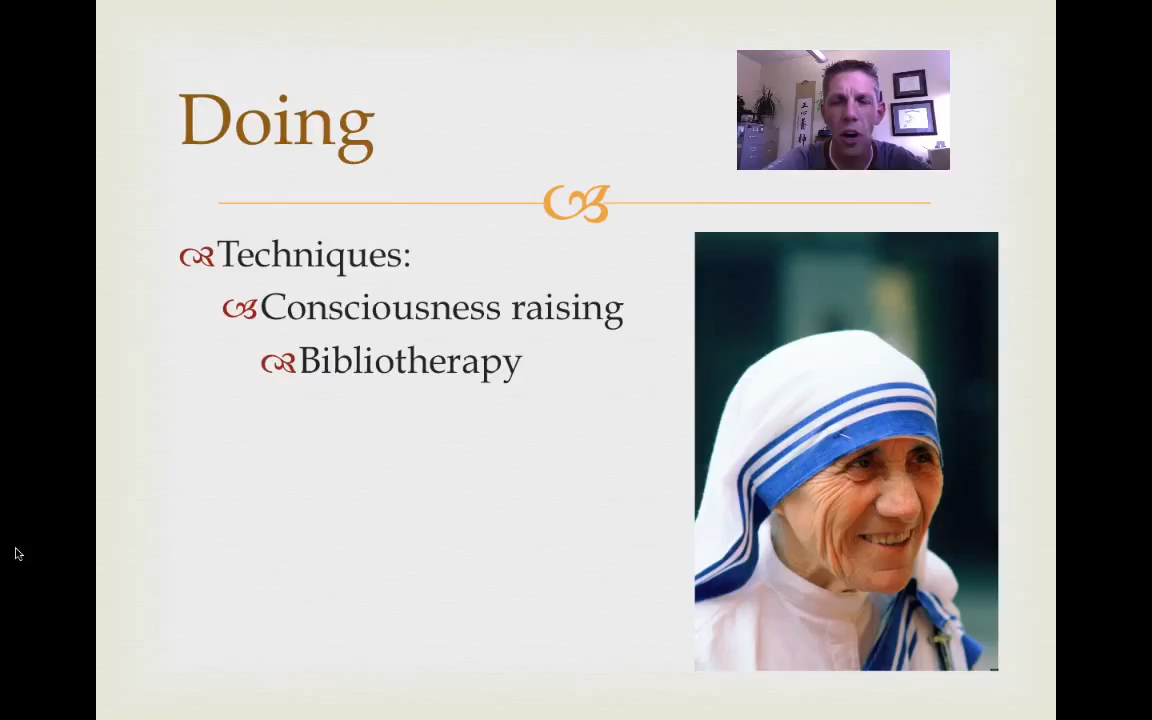 Doing
Techniques:
Consciousness raising
Bibliotherapy